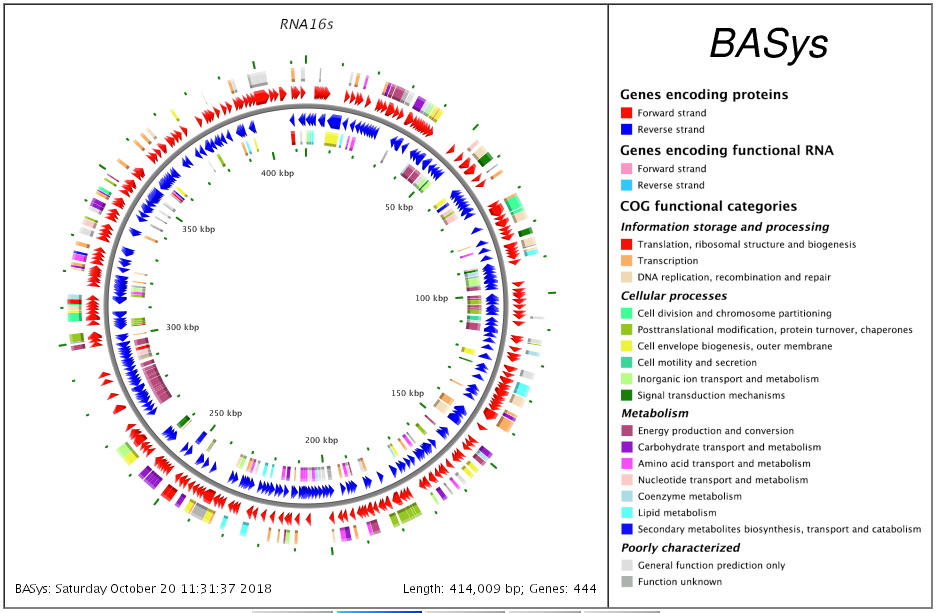 RNA16s
400 kbp
50 kbp
350 kbp
100 kbp
300 kbp
150 kbp
250 kbp
200 kbp
BASys: Saturday October 20 11:31:37 2018
Length: 414,009 bp; Genes: 444
BASys
Genes encoding proteins
Forward strand
Reverse strand
Genes encoding functional RNA
Forward strand
Reverse strand
COG functional categories
Information storage and processing
Translation, ribosomal structure and biogenesis
Transcription
DNA replication, recombination and repair
Cellular processes
Cell division and chromosome partitioning
Posttranslational modification, protein turnover, chaperones
Cell envelope biogenesis, outer membrane
Cell motility and secretion
Inorganic ion transport and metabolism
Signal transduction mechanisms
Metabolism
Energy production and conversion
Carbohydrate transport and metabolism
Amino acid transport and metabolism
Nucleotide transport and metabolism
Coenzyme metabolism
Lipid metabolism
Secondary metabolites biosynthesis, transport and catabolism
Poorly characterized
General function prediction only
Function unknown